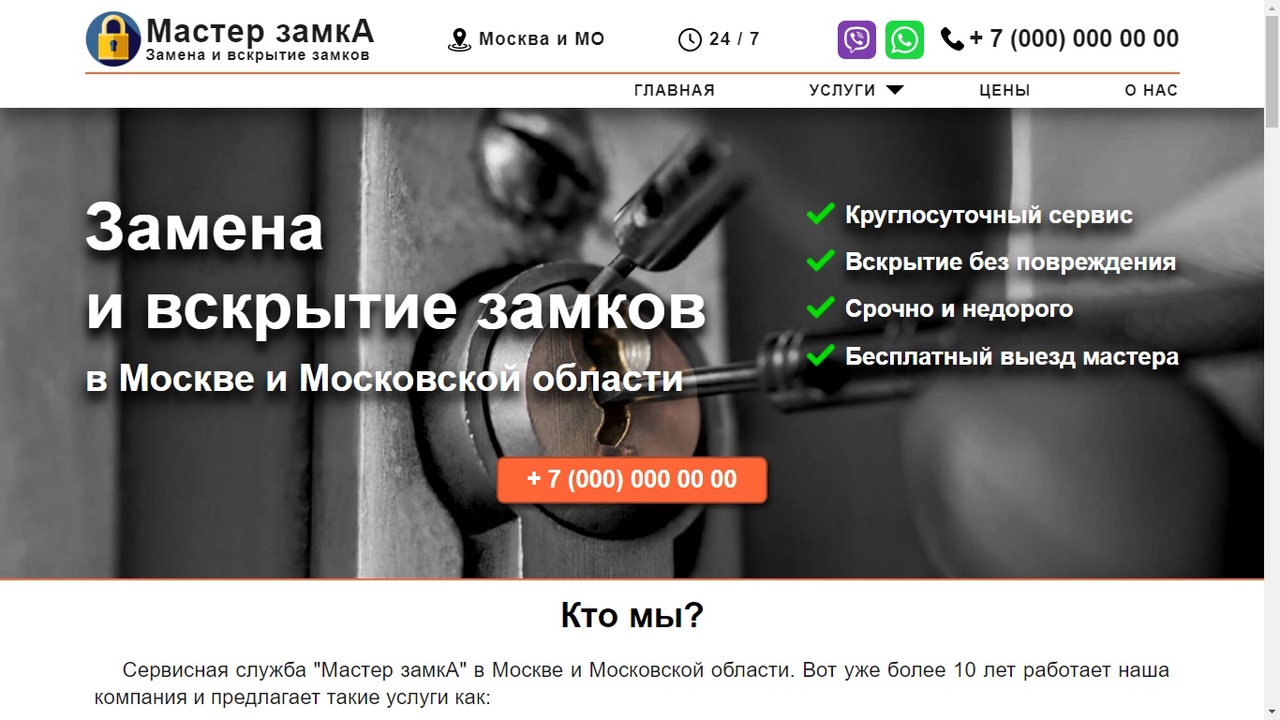 Мастер замкА
Замена и вскрытие замков
Москва и МО
24 / 7
+ 7 (000) 000 00 00
ГЛАВНАЯ
УСЛУГИ
ЦЕНЫ
О НАС
Замена
и вскрытие замков
в Москве и Московской области
Круглосуточный сервис
Вскрытие без повреждения
Срочно и недорого
Бесплатный выезд мастера
+ 7 (000) 000 00 00
Кто мы?
Сервисная служба "Мастер замкА" в Москве и Московской области. Вот уже более 10 лет работает наша
компания и предлагает такие услуги как: